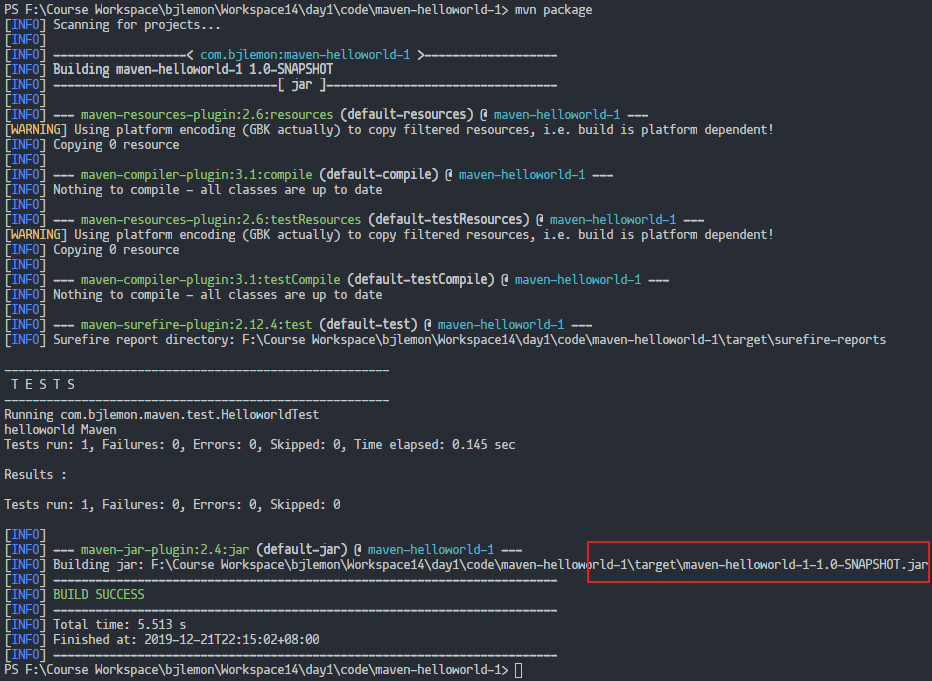 PS F:\Course Workspace\bjlemon\Workspace14\day1\code\maven-helloworld-1> mvn package
[INFO] Scanning for projects...
[INFO]
[INFO] -------------------< com.bjlemon:maven-helloworld-1 >-------------------
[INFO] Building maven-helloworld-1 1.0-SNAPSHOT
[INFO] --------------------------------[ jar ]---------------------------------
[INFO]
[INFO] --- maven-resources-plugin:2.6:resources (default-resources) @ maven-helloworld-1 ---
[WARNING] Using platform encoding (GBK actually) to copy filtered resources, i.e. build is platform dependent!
[INFO] Copying 0 resource
[INFO]
[INFO] --- maven-compiler-plugin:3.1:compile (default-compile) @ maven-helloworld-1 ---
[INFO] Nothing to compile - all classes are up to date
[INFO]
[INFO] --- maven-resources-plugin:2.6:testResources (default-testResources) @ maven-helloworld-1 ---
[WARNING] Using platform encoding (GBK actually) to copy filtered resources, i.e. build is platform dependent!
[INFO] Copying 0 resource
[INFO]
[INFO] --- maven-compiler-plugin:3.1:testCompile (default-testCompile) @ maven-helloworld-1 ---
[INFO] Nothing to compile - all classes are up to date
[INFO]
[INFO] --- maven-surefire-plugin:2.12.4:test (default-test) @ maven-helloworld-1 ---
[INFO] Surefire report directory: F:\Course Workspace\bjlemon\Workspace14\day1\code\maven-helloworld-1\target\surefire-reports
-------------------------------------------------------
T E S T S
-------------------------------------------------------
Running com.bjlemon.maven.test.HelloworldTest
helloworld Maven
Tests run: 1, Failures: 0, Errors: 0, Skipped: 0, Time elapsed: 0.145 sec
Results :
Tests run: 1, Failures: 0, Errors: 0, Skipped: 0
[INFO]
[INFO] --- maven-jar-plugin:2.4:jar (default-jar) @ maven-helloworld-1 ---
[INFO] Building jar: F:\Course Workspace\bjlemon\Workspace14\day1\code\maven-helloworld-1\target\maven-helloworld-1-1.0-SNAPSHOT.jar
[INFO] ------------------------------------------------------------------------
[INFO] BUILD SUCCESS
[INFO] ------------------------------------------------------------------------
[INFO] Total time: 5.513 s
[INFO] Finished at: 2019-12-21T22:15:02+08:00
[INFO] ------------------------------------------------------------------------
PS F:\Course Workspace\bjlemon\Workspace14\day1\code\maven-helloworld-1>